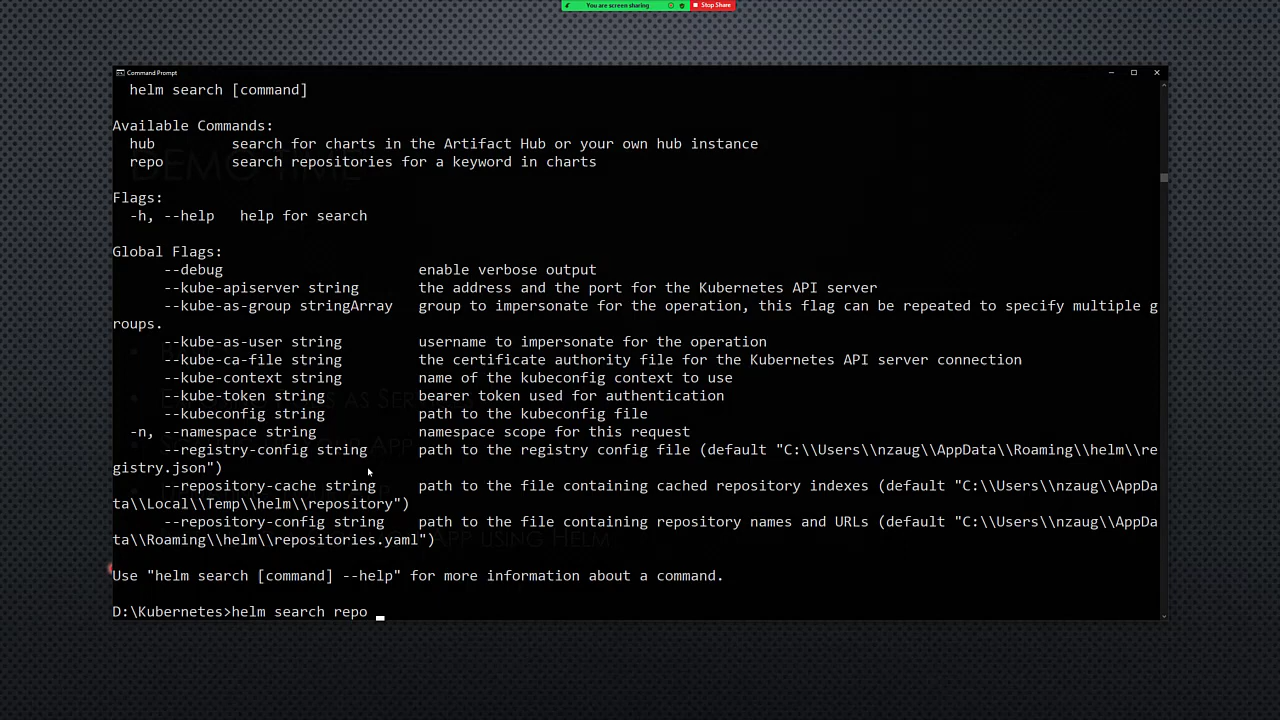 You are screen sharing
Stop Share
Command Prompt
helm search [command]
Available Commands:
hub search for charts in the Artifact Hub or your own hub instance
repo search repositories for a keyword in charts
DEMO TIME
Flags:
-h, --help help for search
Global Flags:
--debug enable verbose output
--kube-apiserver string the address and the port for the Kubernetes API server
--kube-as-group stringArray group to impersonate for the operation, this flag can be repeated to specify multiple g
roups.
--kube-as-user string username to impersonate for the operation
--kube-ca-file string the certificate authority file for the Kubernetes API server connection
--kube-context string name of the kubeconfig context to use
--kube-token string bearer token used for authentication
--kubeconfig string path to the kubeconfig file
-n, --namespace string namespace scope for this request
--registry-config string path to the registry config file (default "C:\\Users\\nzaug\\AppData\\Roaming\\helm\\re
gistry.json")
--repository-cache string path to the file containing cached repository indexes (default "C:\\Users\\nzaug\\AppDa
ta\\Local\\Temp\\helm\\repository")
--repository-config string path to the file containing repository names and URLs (default "C:\\Users\\nzaug\\AppDa
ta\\Roaming\\helm\\repositories.yaml")
App using Helm
Use "helm search [command] --help" for more information about a command.
D:\Kubernetes>helm search repo